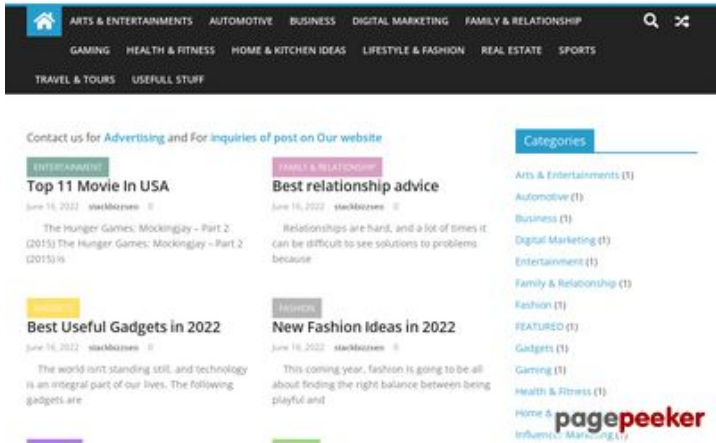 ARTS & ENTERTAINMENTS AUTOMOTIVE BUSINESS DIGITAL MARKETING FAMILY & RELATIONSHIP
GAMING HEALTH & FITNESS HOME & KITCHEN IDEAS LIFESTYLE & FASHION REAL ESTATE SPORTS
TRAVEL & TOURS USEFULL STUFF
Contact us for Advertising and For inquiries of post on Our website
ENTERTAINMENT
Top 11 Movie In USA
June 16, 2022 stackbizzseo 0
The Hunger Games: Mockingjay – Part 2
(2015) The Hunger Games: Mockingjay – Part 2
(2015) is
FAMILY & RELATIONSHIP
Best relationship advice
June 16, 2022 stackbizzseo 0
Relationships are hard, and a lot of times it
can be difficult to see solutions to problems
because
GADGETS
Best Useful Gadgets in 2022
June 16, 2022 stackbizzseo 0
The world isn't standing still, and technology
is an integral part of our lives. The following
gadgets are
FASHION
New Fashion Ideas in 2022
June 16, 2022 stackbizzseo 0
This coming year, fashion is going to be all
about finding the right balance between being
playful and
Categories
Arts & Entertainments (1)
Automotive (1)
Business (1)
Digital Marketing (1)
Entertainment (1)
Family & Relationship (1)
Fashion (1)
FEATURED (1)
Gadgets (1)
Gaming (1)
Health & Fitness (1)
Home &
Influencer Marketing (1)
pagepeeker